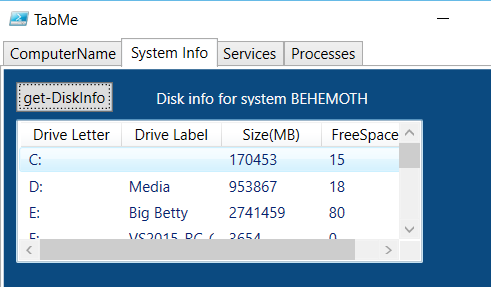 TabMe
ComputerName System Info Services Processes
get-DiskInfo Disk info for system BEHEMOTH
Drive Letter Drive Label Size(MB) FreeSpace
C: 170453 15
D: Media 953867 18
E: Big Betty 2741459 80
F: 3654 0